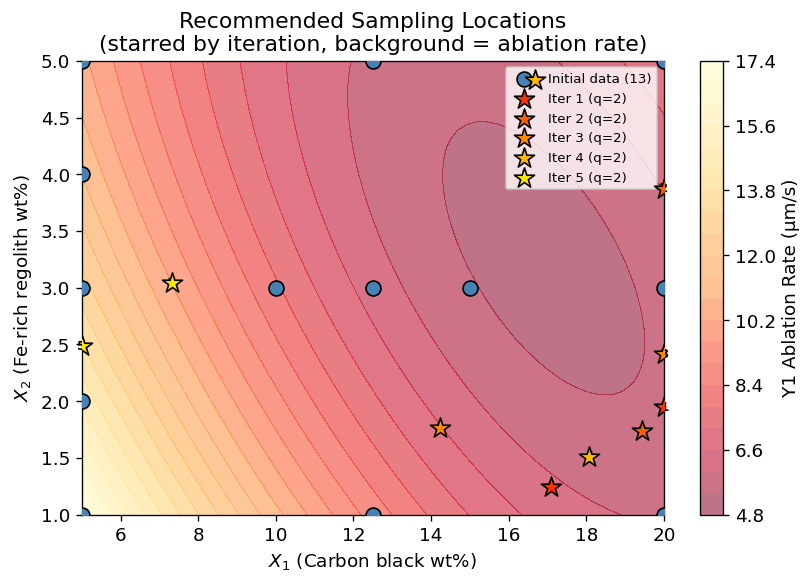 Recommended Sampling Locations
(starred by iteration, background = ablation rate)
Initial data (13)
Iter 1 (q=2)
Iter 2 (q=2)
Iter 3 (q=2)
Iter 4 (q=2)
Iter 5 (q=2)
5.0
4.5
4.0
3.5
3.0
2.5
2.0
1.5
1.0
X₂ (Fe-rich regolith wt%)
6
8
10
12
14
16
18
20
X₁ (Carbon black wt%)
17.4
15.6
13.8
12.0
10.2
8.4
6.6
4.8
Y1 Ablation Rate (μm/s)